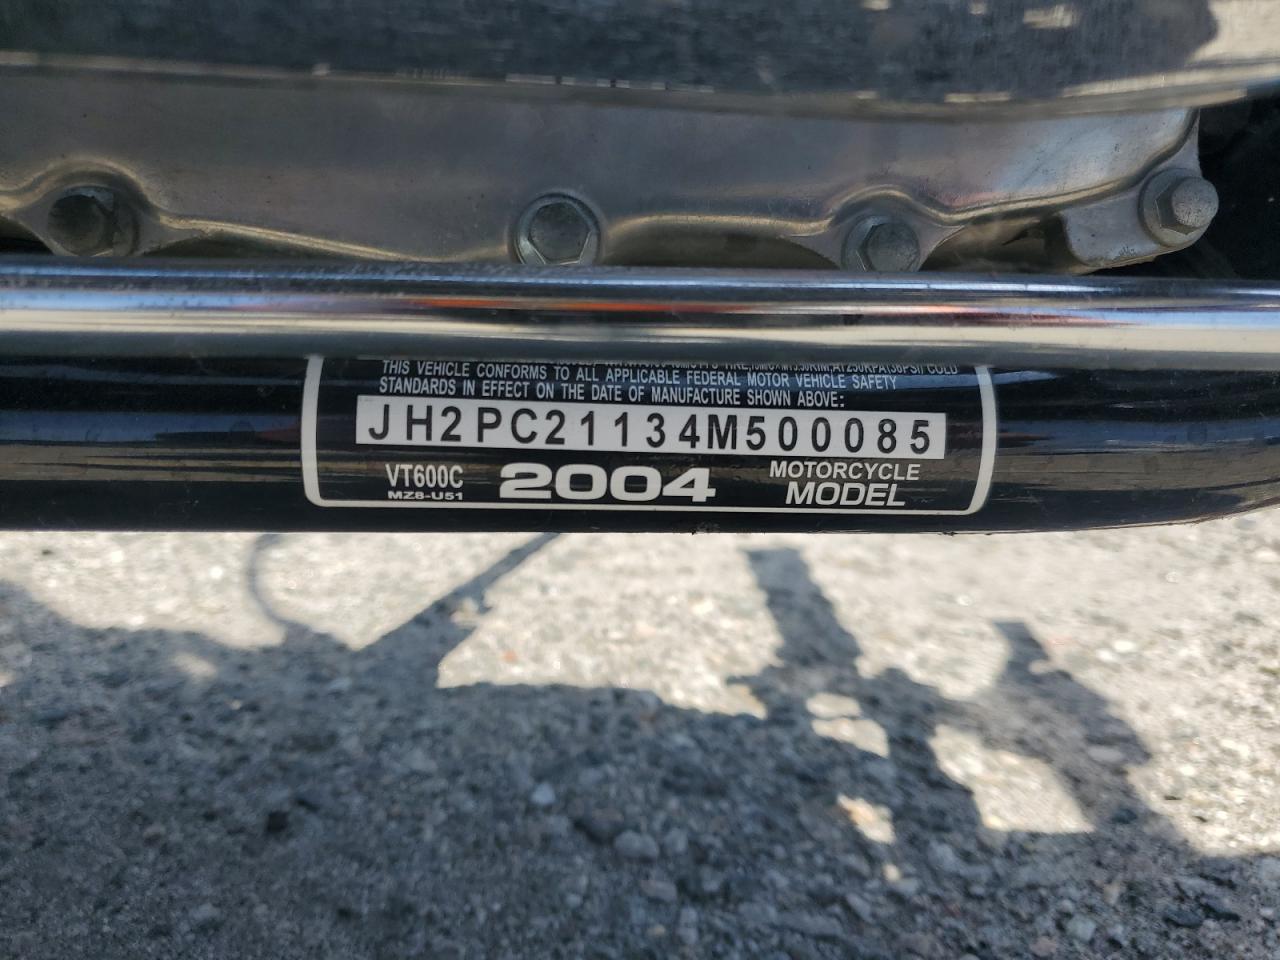 THIS VEHICLE CONFORMS TO ALL APPLICABLE FEDERAL MOTOR VEHICLE SAFETY
STANDARDS IN EFFECT ON THE DATE OF MANUFACTURE SHOWN ABOVE:
JH2PC21134M500085
VT600C 2004 MOTORCYCLE
MZ8-U51 MODEL